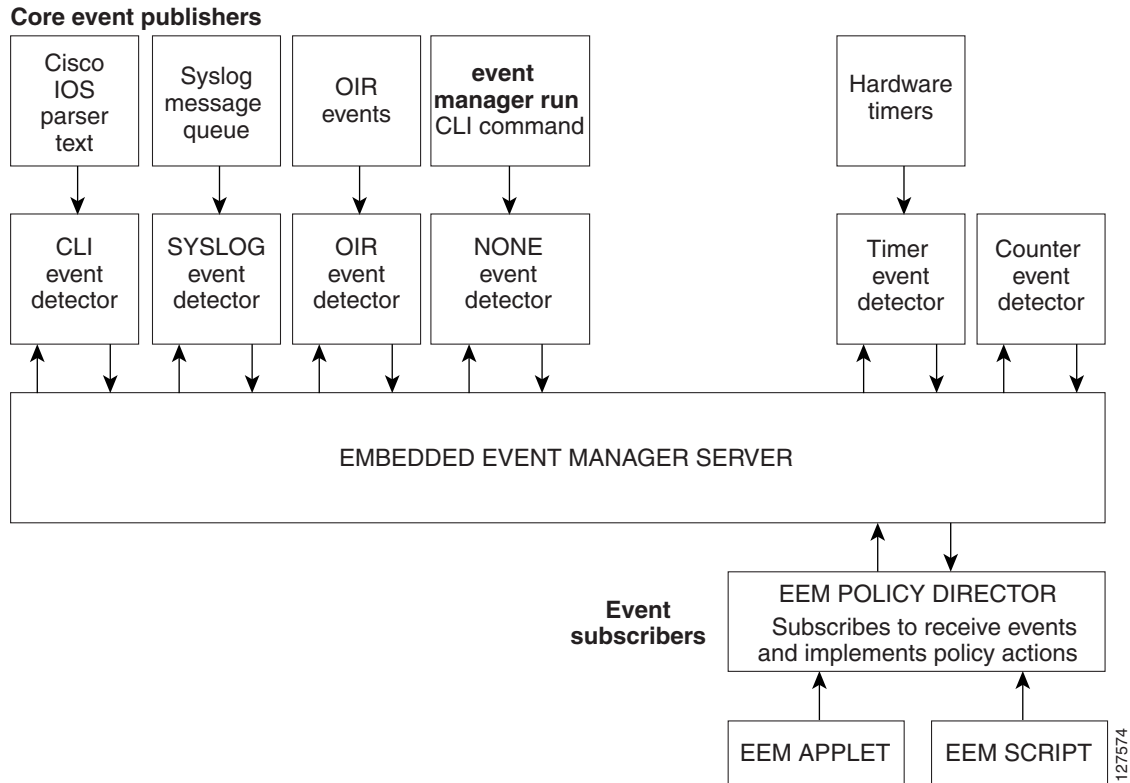 Core event publishers
Cisco
IOS
parser
text
Syslog
message
queue
OIR
events
event
manager run
CLI command
Hardware
timers
CLI
event
detector
SYSLOG
event
detector
OIR
event
detector
NONE
event
detector
Timer
event
detector
Counter
event
detector
EMBEDDED EVENT MANAGER SERVER
Event
subscribers
EEM POLICY DIRECTOR
Subscribes to receive events
and implements policy actions
EEM APPLET
EEM SCRIPT
127574